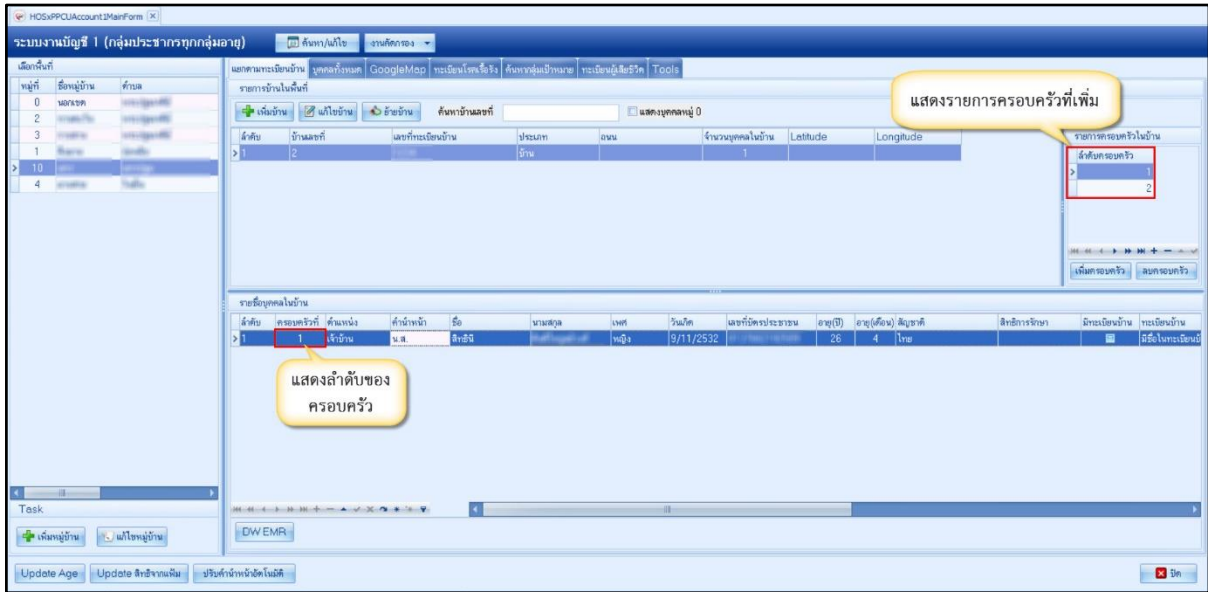 HOSxPPCUAccount1MainForm
ระบบงานบัญชี 1 (กลุ่มประชากรทุกกลุ่มอายุ)
ค้นหา/แก้ไข
งานคัดกรอง
เลือกพื้นที่
หมู่ที่ ชื่อหมู่บ้าน ตำบล
0 นอกเขต
2
3
1
10
4
แยกตามทะเบียนบ้าน บุคคลทั้งหมด GoogleMap ทะเบียนโรคเรื้อรัง ค้นหากลุ่มเป้าหมาย ทะเบียนผู้เสียชีวิต Tools
รายการบ้านในพื้นที่
เพิ่มบ้าน แก้ไขบ้าน ย้ายบ้าน ค้นหาบ้านเลขที่ แสดงบุคคลหมู่ 0
ลำดับ บ้านเลขที่ เลขที่ทะเบียนบ้าน ประเภท ถนน จำนวนบุคคลในบ้าน Latitude Longitude
1 2 บ้าน 1
แสดงรายการครอบครัวที่เพิ่ม
รายการครอบครัวในบ้าน
ลำดับครอบครัว
1
2
เพิ่มครอบครัว ลบครอบครัว
รายชื่อบุคคลในบ้าน
ลำดับ ครอบครัวที่ ตำแหน่ง คำนำหน้า ชื่อ นามสกุล เพศ วันเกิด เลขที่บัตรประชาชน อายุ(ปี) อายุ(เดือน) สัญชาติ สิทธิการรักษา มีทะเบียนบ้าน ทะเบียนบ้าน
1 1 เจ้าบ้าน น.ส. สิทธินี หญิง 9/11/2532 26 4 ไทย มีชื่อในทะเบียนบ้
แสดงลำดับของ
ครอบครัว
Task
เพิ่มหมู่บ้าน แก้ไขหมู่บ้าน
DW EMR
Update Age Update สิทธิจากแฟ้ม ปรับคำนำหน้าอัตโนมัติ
ปิด